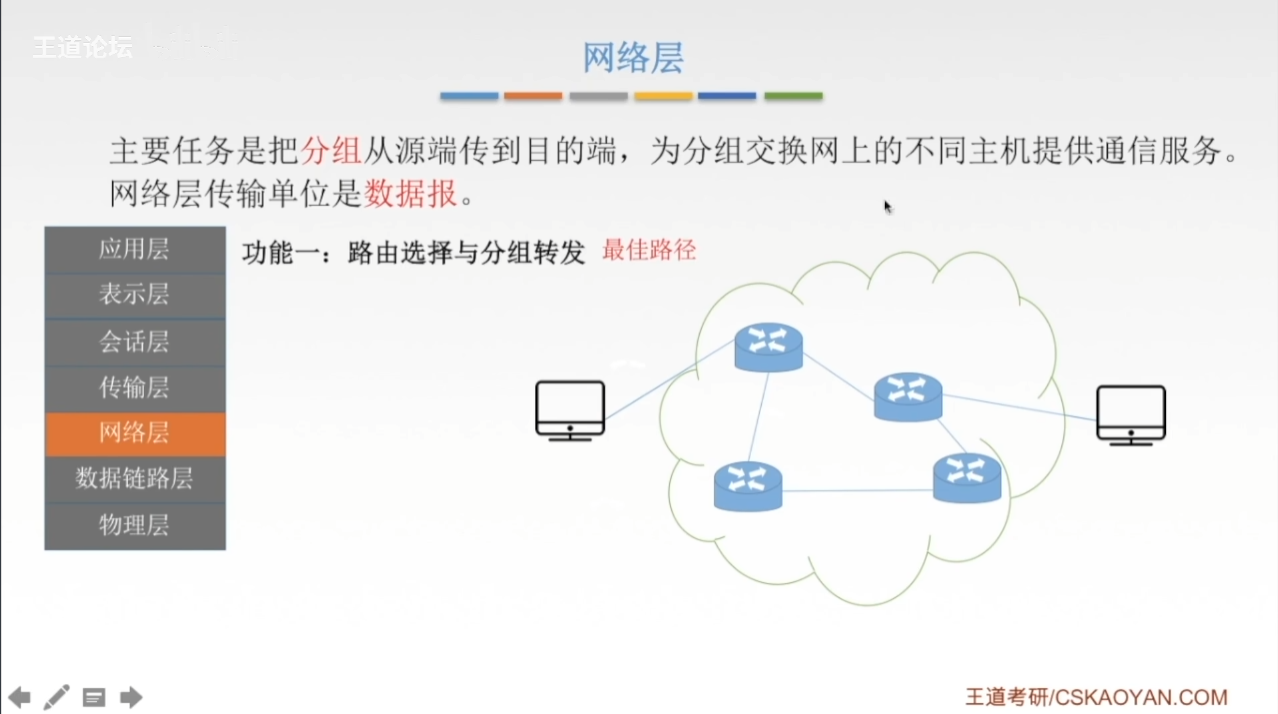 王道论坛
网络层
主要任务是把分组从源端传到目的端，为分组交换网上的不同主机提供通信服务。
网络层传输单位是数据报。
功能一：路由选择与分组转发 最佳路径
应用层
表示层
会话层
传输层
网络层
数据链路层
物理层
王道考研/CSKAOYAN.COM